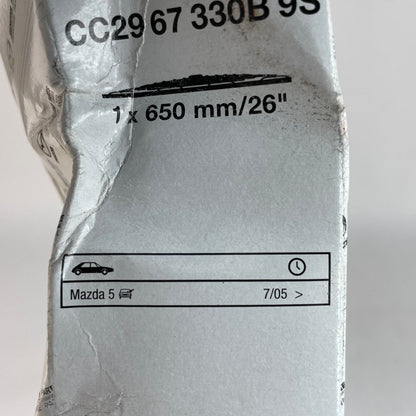 CC29 67 330B 9S
1 x 650 mm/26"
Mazda 5 7/05 >